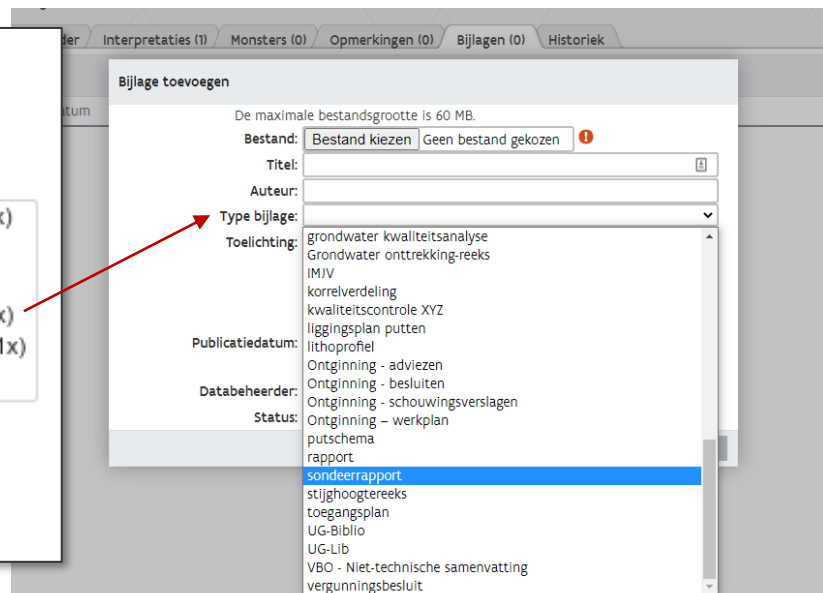 der Interpretaties (1) Monsters (0) Opmerkingen (0) Bijlagen (0) Historiek
Bijlage toevoegen
tum
De maximale bestandsgrootte is 60 MB.
Bestand: Bestand kiezen Geen bestand gekozen
Titel:
Auteur:
Type bijlage:
Toelichting:
grondwater kwaliteitsanalyse
Grondwater onttrekking-reeks
IMJV
korrelverdeling
kwaliteitscontrole XYZ
liggingsplan putten
Publicatiedatum:
lithoprofiel
Ontginning - adviezen
Ontginning - besluiten
Databeheerder:
Ontginning - schouwingsverslagen
Status:
Ontginning – werkplan
putschema
rapport
sondeerrapport
stijghoogtereeks
toegangsplan
UG-Biblio
UG-Lib
VBO - Niet-technische samenvatting
vergunningsbesluit
x)
x)
1x)